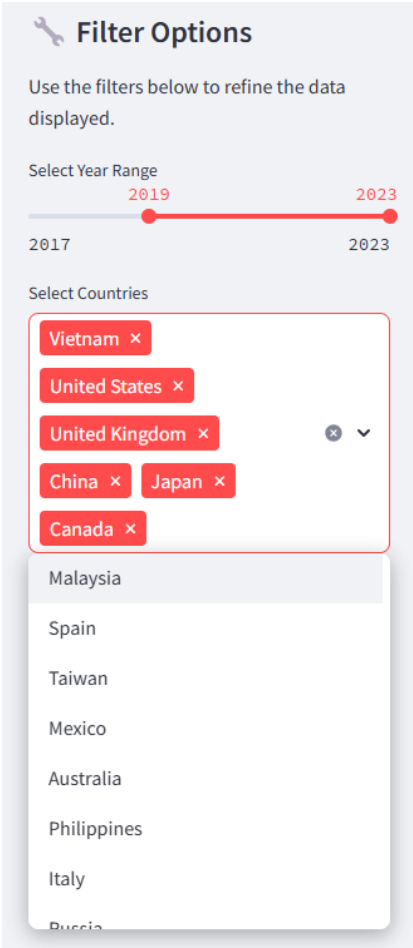 Filter Options
Use the filters below to refine the data
displayed.
Select Year Range
2019 2023
2017 2023
Select Countries
Vietnam ×
United States ×
United Kingdom ×
China × Japan ×
Canada ×
Malaysia
Spain
Taiwan
Mexico
Australia
Philippines
Italy
Russia